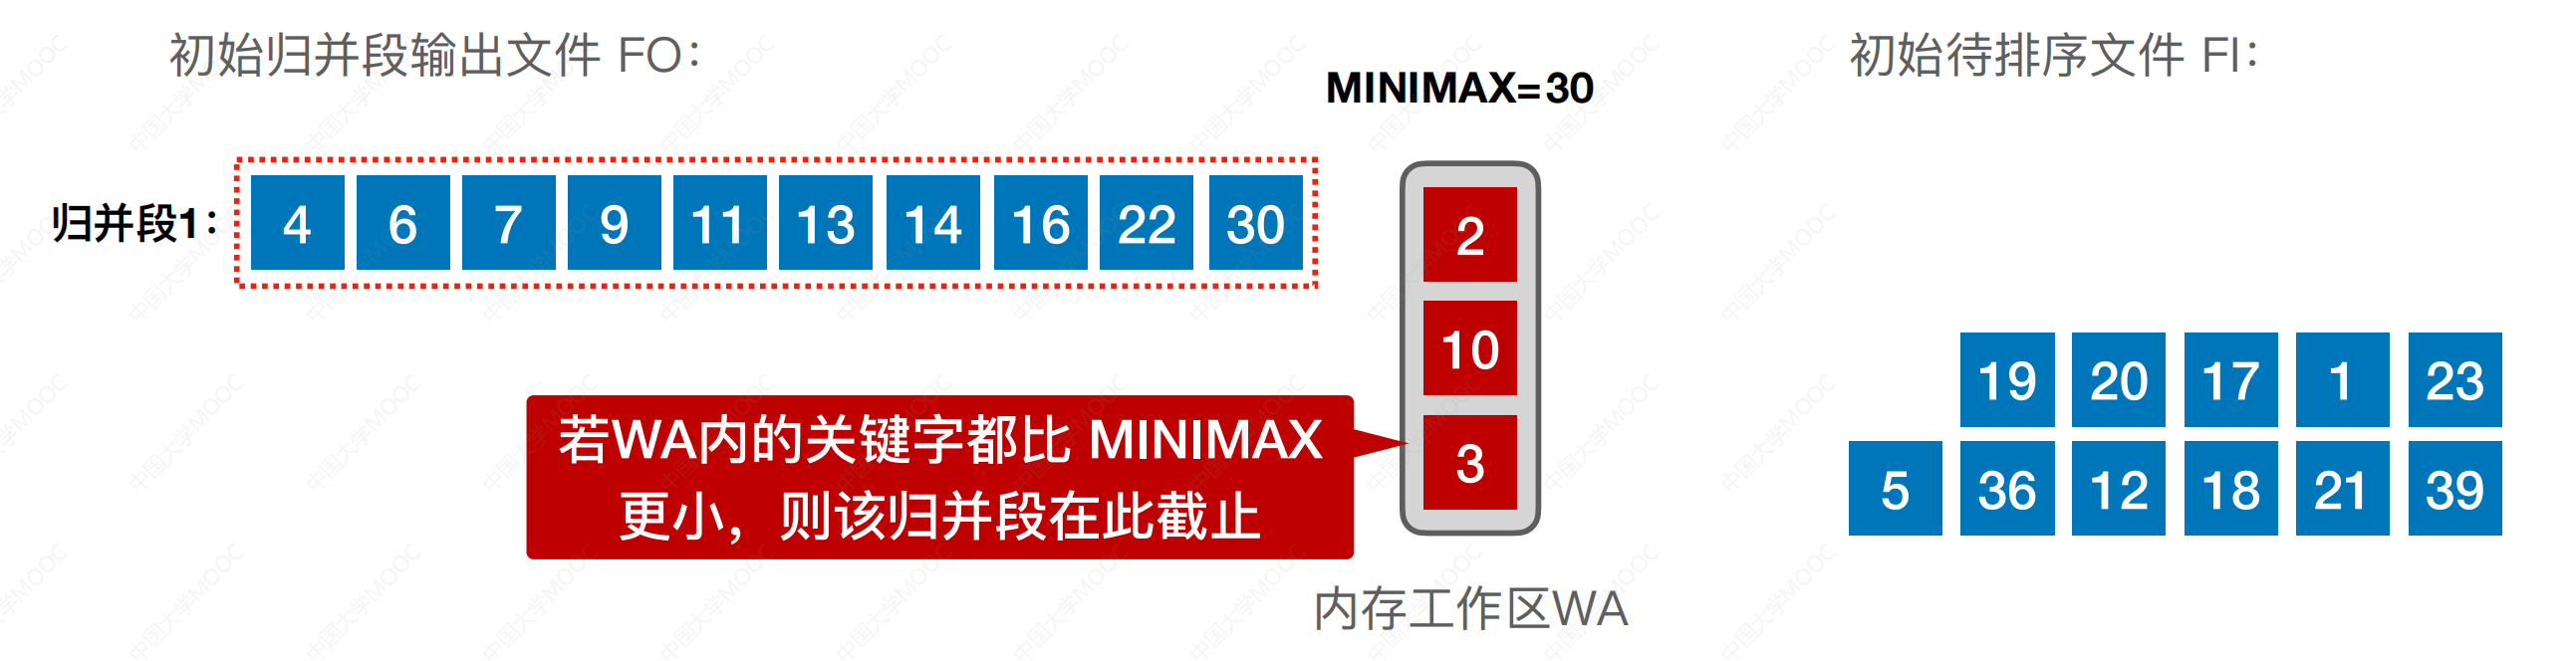 初始归并段输出文件 FO：
MINIMAX=30
初始待排序文件 FI：
归并段1：
4 6 7 9 11 13 14 16 22 30
2
10
3
19 20 17 1 23
5 36 12 18 21 39
若WA内的关键字都比 MINIMAX
更小，则该归并段在此截止
内存工作区WA
中国大学MOOC